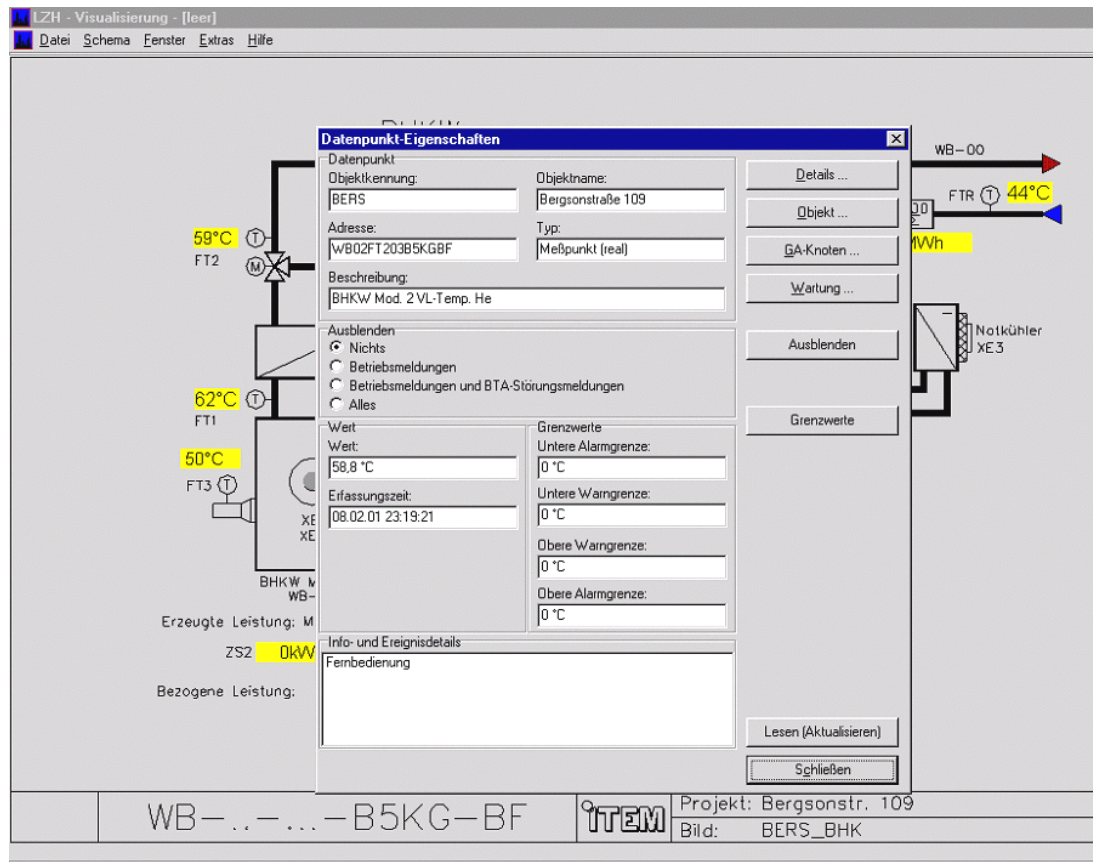 LZH - Visualisierung - [leer]
Datei Schema Fenster Extras Hilfe
Datenpunkt-Eigenschaften
Datenpunkt
Objektkennung: Objektname:
BERS Bergsonstraße 109
Adresse: Typ:
WB02FT203B5KGBF Meßpunkt (real)
Beschreibung:
BHKW Mod. 2 VL-Temp. He
Ausblenden
Nichts
Betriebsmeldungen
Betriebsmeldungen und BTA-Störungsmeldungen
Alles
Wert
Wert:
58,8 °C
Erfassungszeit:
08.02.01 23:19:21
Grenzwerte
Untere Alarmgrenze:
0 °C
Untere Warngrenze:
0 °C
Obere Warngrenze:
0 °C
Obere Alarmgrenze:
0 °C
Info- und Ereignisdetails
Fernbedienung
Details ...
Objekt ...
GA-Knoten ...
Wartung ...
Ausblenden
Grenzwerte
Lesen (Aktualisieren)
Schließen
WB-00
FTR T 44°C
MWh
Notkühler
XE3
59°C T
FT2 M
62°C T
FT1
50°C
FT3 T
BHKW
WB-
Erzeugte Leistung:
ZS2 0kW
Bezogene Leistung:
WB-..-...-B5KG-BF
iTEM
Projekt: Bergsonstr. 109
Bild: BERS_BHK